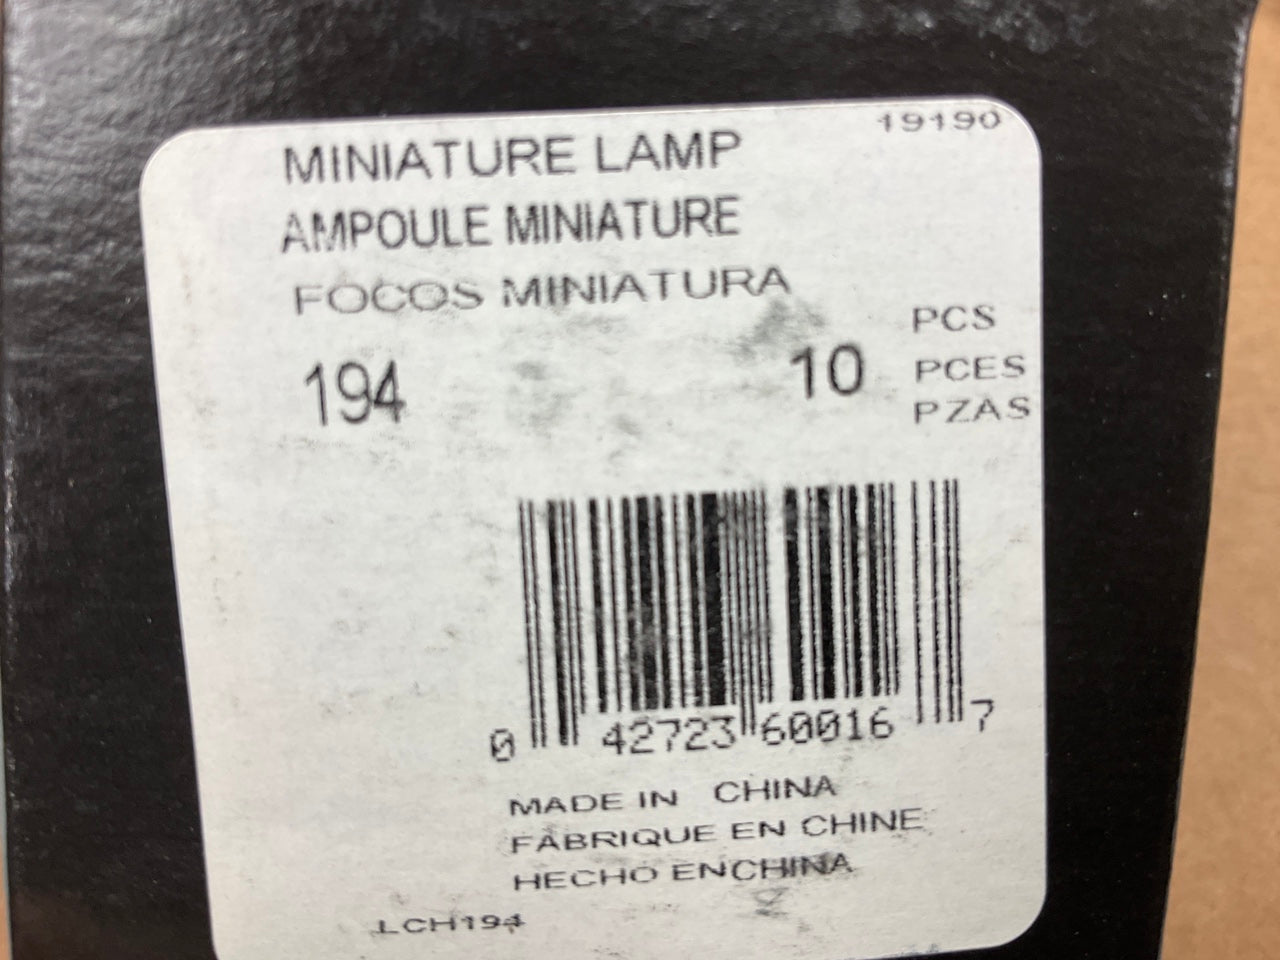 19190
MINIATURE LAMP
AMPOULE MINIATURE
FOCOS MINIATURA
194 10 PCS
PCES
PZAS
0 42723 60016 7
MADE IN CHINA
FABRIQUE EN CHINE
HECHO ENCHINA
LCH194